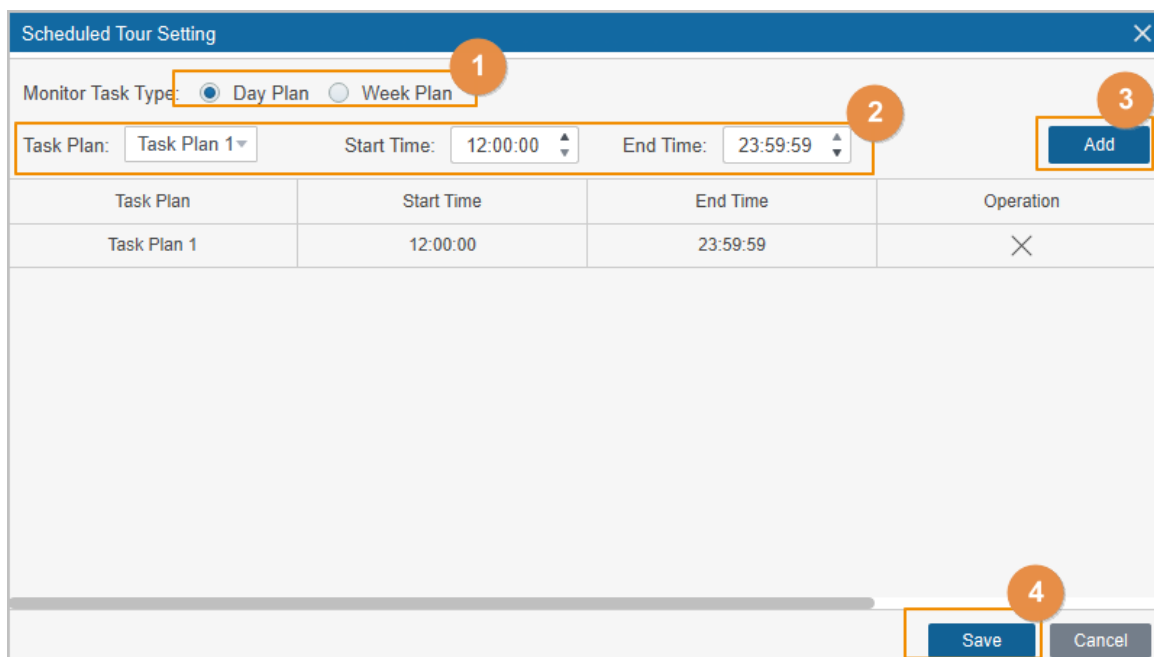 Scheduled Tour Setting
1
Monitor Task Type: Day Plan Week Plan
2
3
Task Plan: Task Plan 1 Start Time: 12:00:00 End Time: 23:59:59 Add
Task Plan Start Time End Time Operation
Task Plan 1 12:00:00 23:59:59
4
Save Cancel